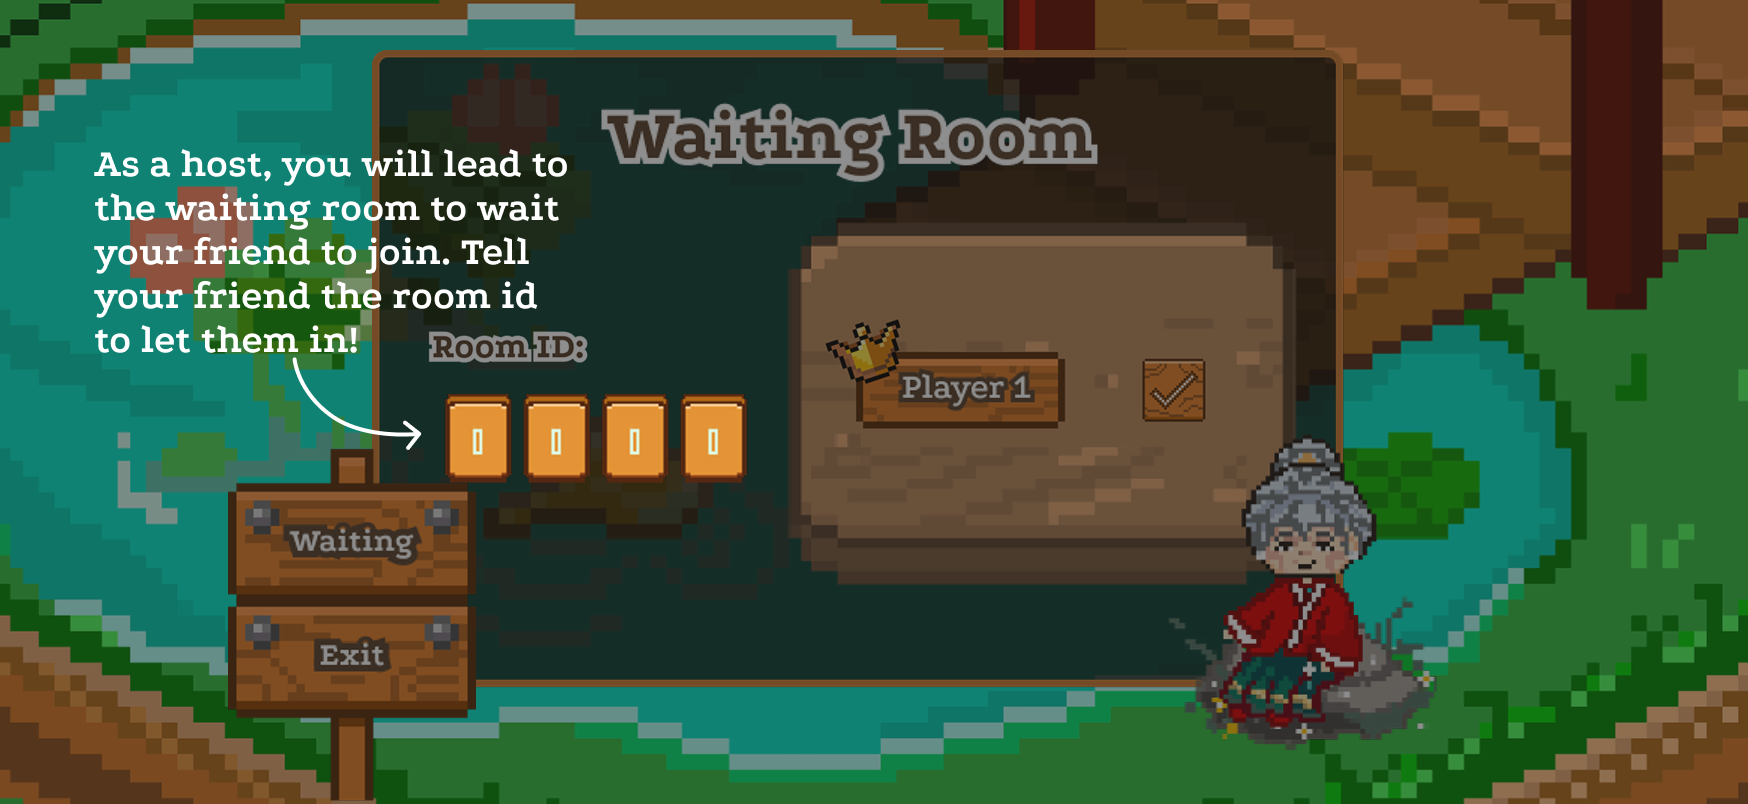 Waiting Room
As a host, you will lead to
the waiting room to wait
your friend to join. Tell
your friend the room id
to let them in!
Room ID:
0 0 0 0
Player 1
Waiting
Exit